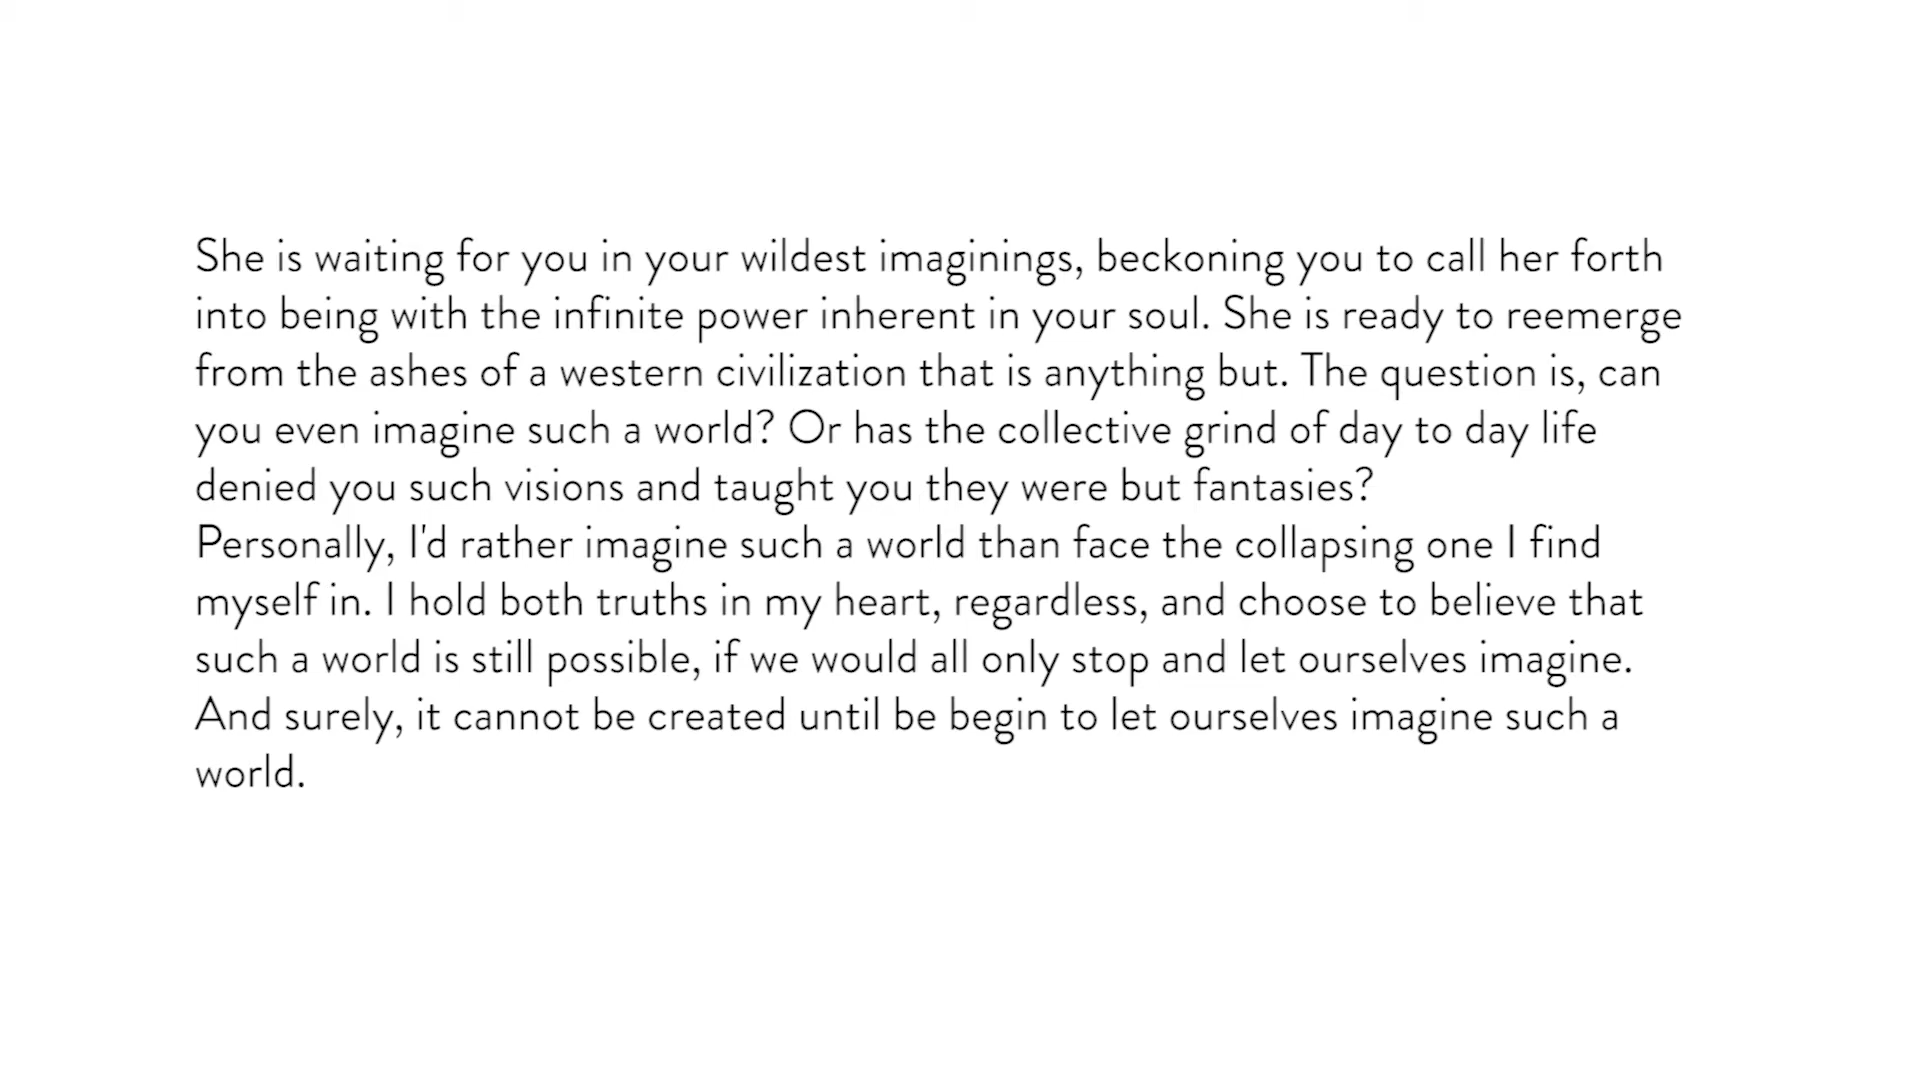 She is waiting for you in your wildest imaginings, beckoning you to call her forth
into being with the infinite power inherent in your soul. She is ready to reemerge
from the ashes of a western civilization that is anything but. The question is, can
you even imagine such a world? Or has the collective grind of day to day life
denied you such visions and taught you they were but fantasies?
Personally, I'd rather imagine such a world than face the collapsing one I find
myself in. I hold both truths in my heart, regardless, and choose to believe that
such a world is still possible, if we would all only stop and let ourselves imagine.
And surely, it cannot be created until be begin to let ourselves imagine such a
world.